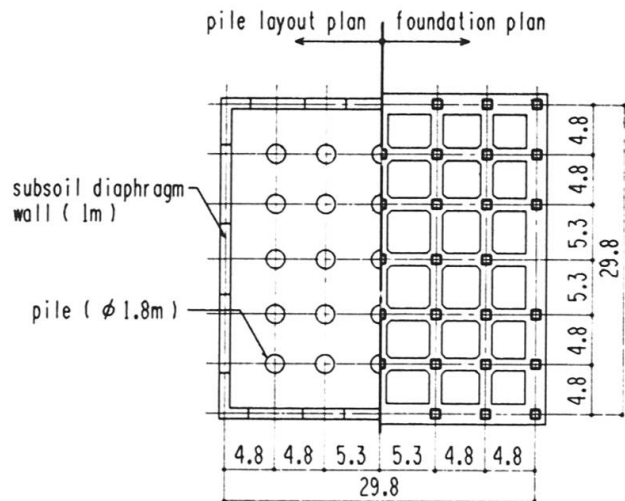 pile layout plan
foundation plan
subsoil diaphragm
wall ( 1m )
pile ( φ 1.8m )
4.8
4.8
5.3
5.3
4.8
4.8
29.8
4.8
4.8
5.3
5.3
4.8
4.8
29.8